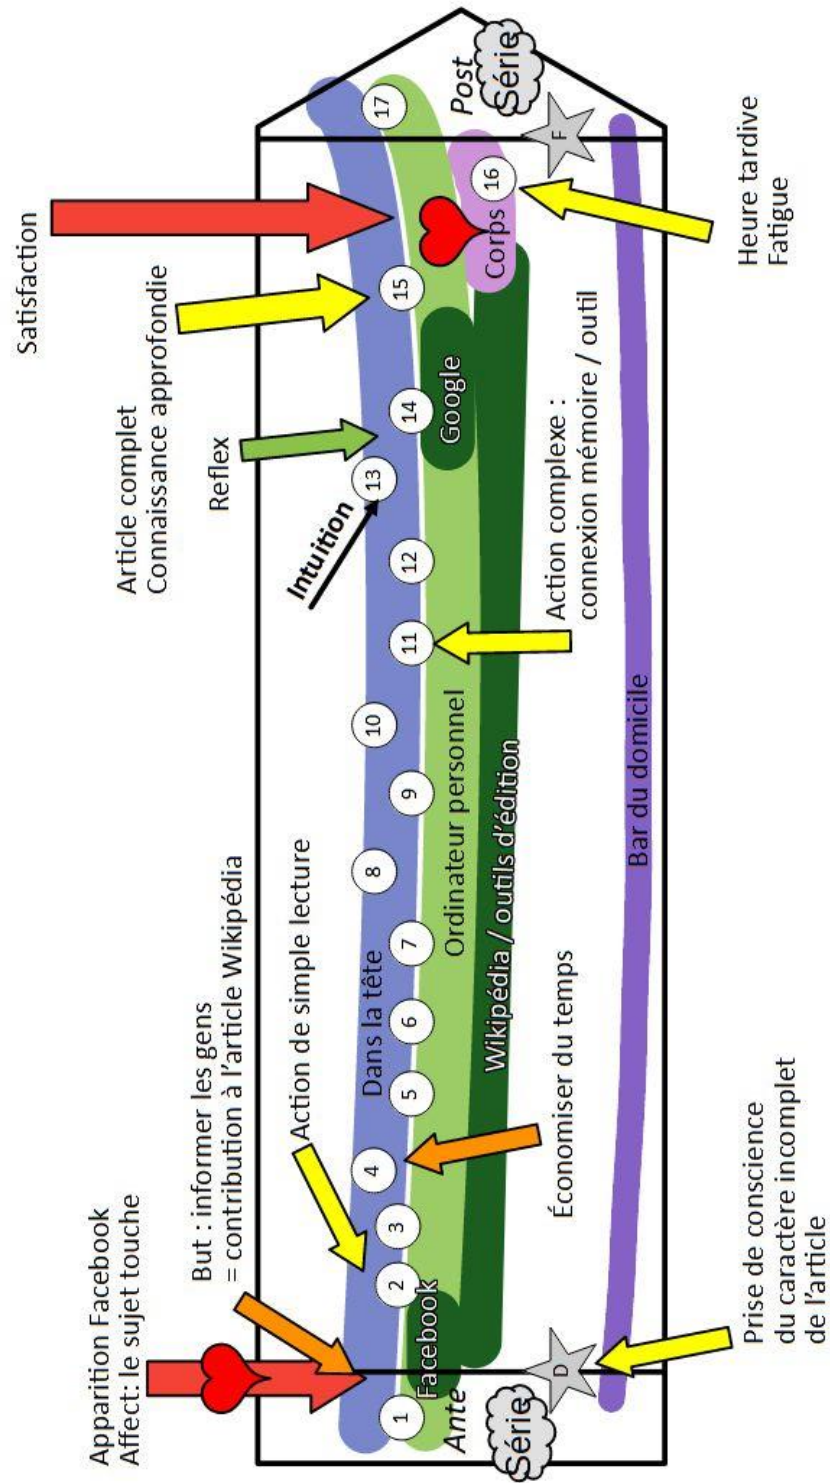 Apparition Facebook
Affect: le sujet touche
But : informer les gens
= contribution à l'article Wikipédia
Action de simple lecture
Intuition
Reflex
Article complet
Connaissance approfondie
Satisfaction
Dans la tête
1
2
3
4
5
6
7
8
9
10
11
12
13
14
15
16
17
Facebook
Ordinateur personnel
Google
Corps
Wikipédia / outils d'édition
Ante
Série
Post
Série
D
F
Bar du domicile
Prise de conscience
du caractère incomplet
de l'article
Économiser du temps
Action complexe :
connexion mémoire / outil
Heure tardive
Fatigue